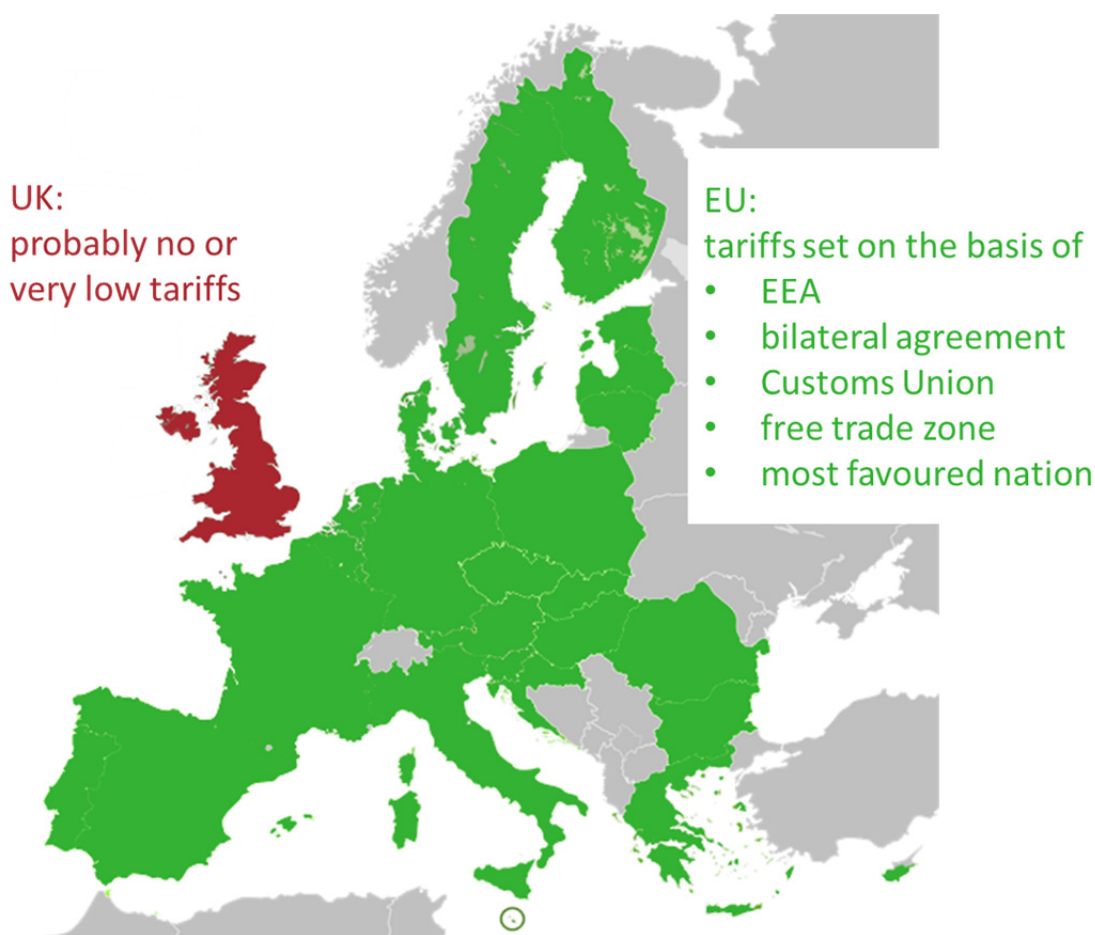 UK:
probably no or
very low tariffs
EU:
tariffs set on the basis of
• EEA
• bilateral agreement
• Customs Union
• free trade zone
• most favoured nation